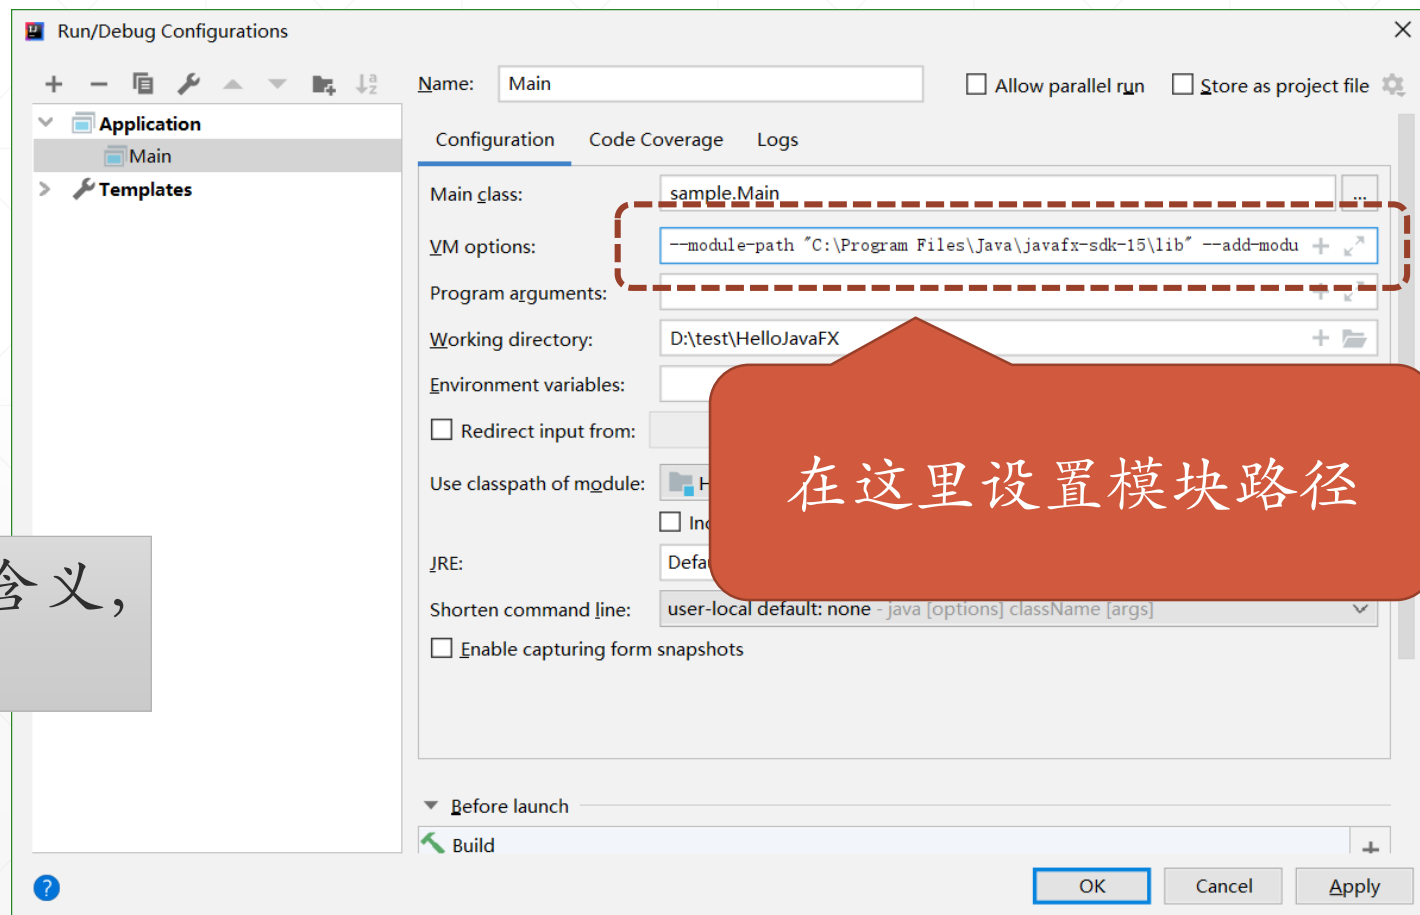 Run/Debug Configurations
Name: Main Allow parallel run Store as project file
Application
Main
Templates
Configuration Code Coverage Logs
Main class: sample.Main ...
VM options: --module-path "C:\Program Files\Java\javafx-sdk-15\lib" --add-modu
Program arguments:
Working directory: D:\test\HelloJavaFX
Environment variables:
Redirect input from:
Use classpath of module: H
在这里设置模块路径
Inc
含义，
JRE: Defau
Shorten command line: user-local default: none - java [options] className [args]
Enable capturing form snapshots
Before launch
Build
? OK Cancel Apply